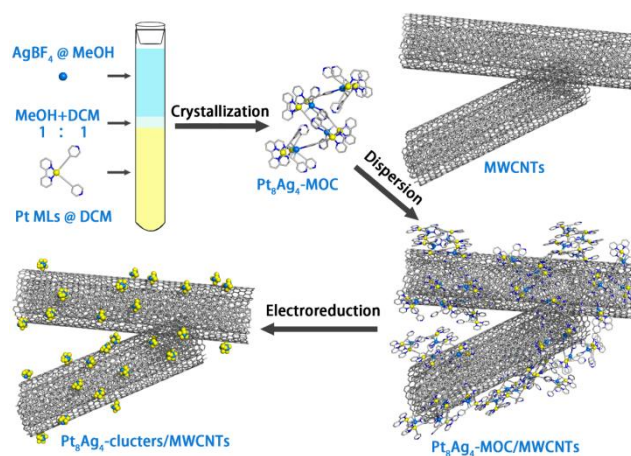 AgBF₄ @ MeOH
MeOH+DCM
1 : 1
Pt MLs @ DCM
Crystallization
Pt₈Ag₄-MOC
MWCNTs
Dispersion
Electroreduction
Pt₈Ag₄-clucters/MWCNTs
Pt₈Ag₄-MOC/MWCNTs